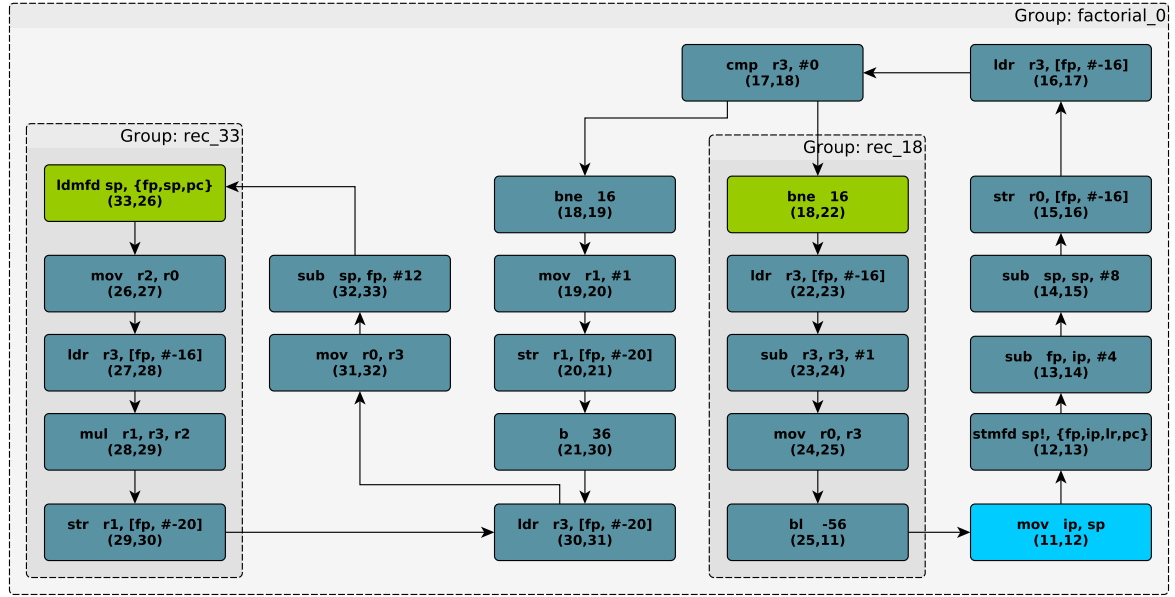 Group: factorial_0
cmp r3, #0
(17,18)
ldr r3, [fp, #-16]
(16,17)
Group: rec_33
Group: rec_18
ldmfd sp, {fp,sp,pc}
(33,26)
bne 16
(18,19)
bne 16
(18,22)
str r0, [fp, #-16]
(15,16)
mov r2, r0
(26,27)
sub sp, fp, #12
(32,33)
mov r1, #1
(19,20)
ldr r3, [fp, #-16]
(22,23)
sub sp, sp, #8
(14,15)
ldr r3, [fp, #-16]
(27,28)
mov r0, r3
(31,32)
str r1, [fp, #-20]
(20,21)
sub r3, r3, #1
(23,24)
sub fp, ip, #4
(13,14)
mul r1, r3, r2
(28,29)
b 36
(21,30)
mov r0, r3
(24,25)
stmfd sp!, {fp,ip,lr,pc}
(12,13)
str r1, [fp, #-20]
(29,30)
ldr r3, [fp, #-20]
(30,31)
bl -56
(25,11)
mov ip, sp
(11,12)